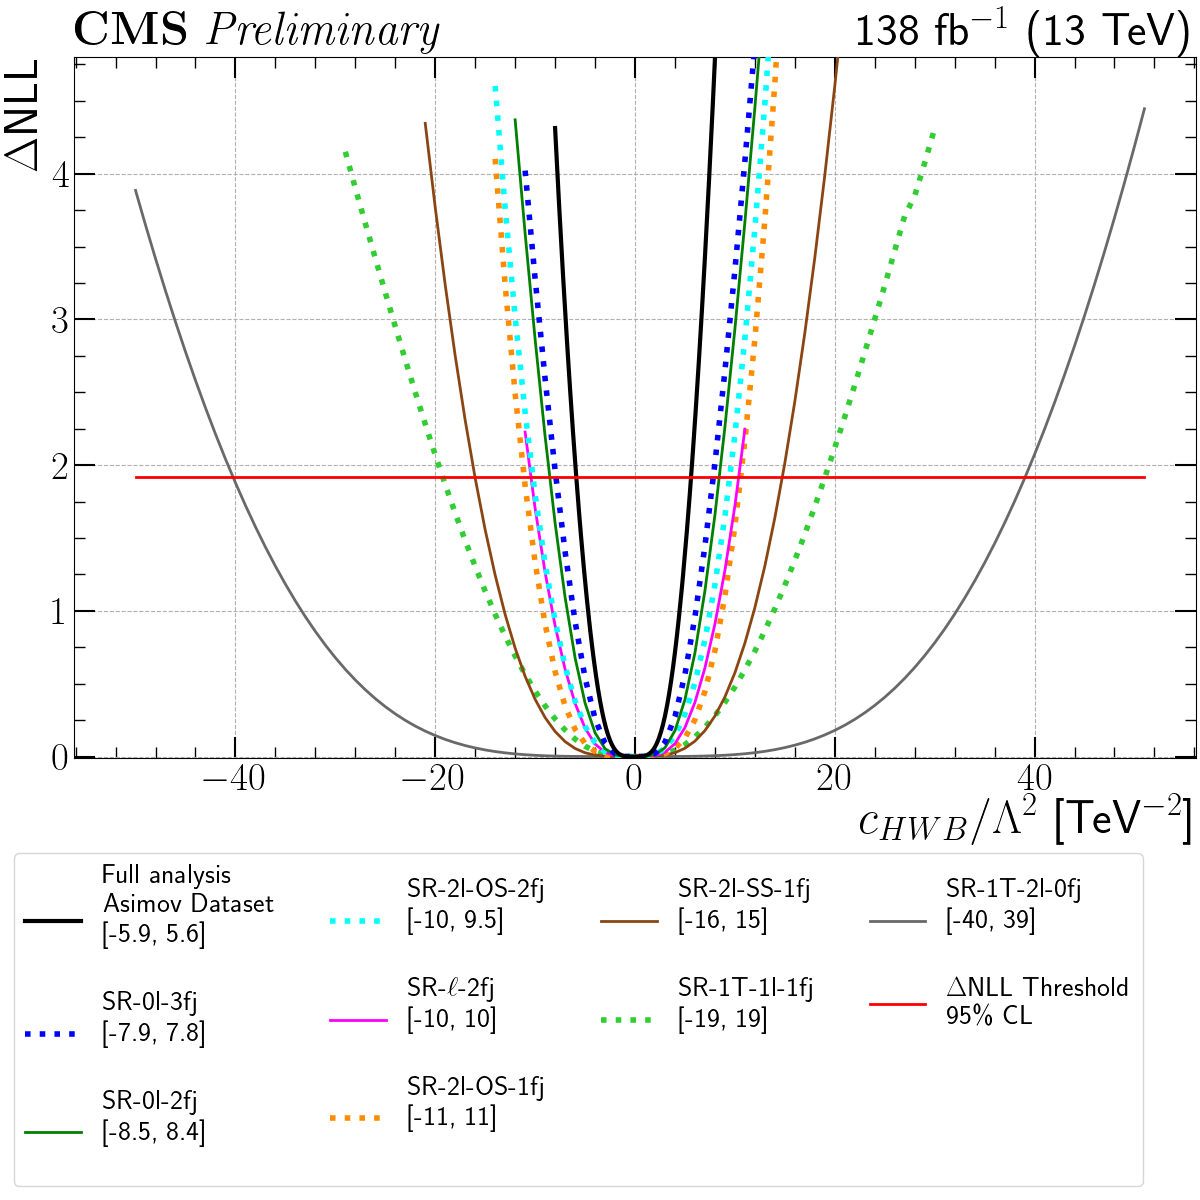 CMS Preliminary 138 fb⁻¹ (13 TeV)
ΔNLL
4
3
2
1
0
−40 −20 0 20 40
c_{HWB}/Λ² [TeV⁻²]
Full analysis
Asimov Dataset
[-5.9, 5.6]
SR-0l-3fj
[-7.9, 7.8]
SR-0l-2fj
[-8.5, 8.4]
SR-2l-OS-2fj
[-10, 9.5]
SR-ℓ-2fj
[-10, 10]
SR-2l-OS-1fj
[-11, 11]
SR-2l-SS-1fj
[-16, 15]
SR-1T-1l-1fj
[-19, 19]
SR-1T-2l-0fj
[-40, 39]
ΔNLL Threshold
95% CL